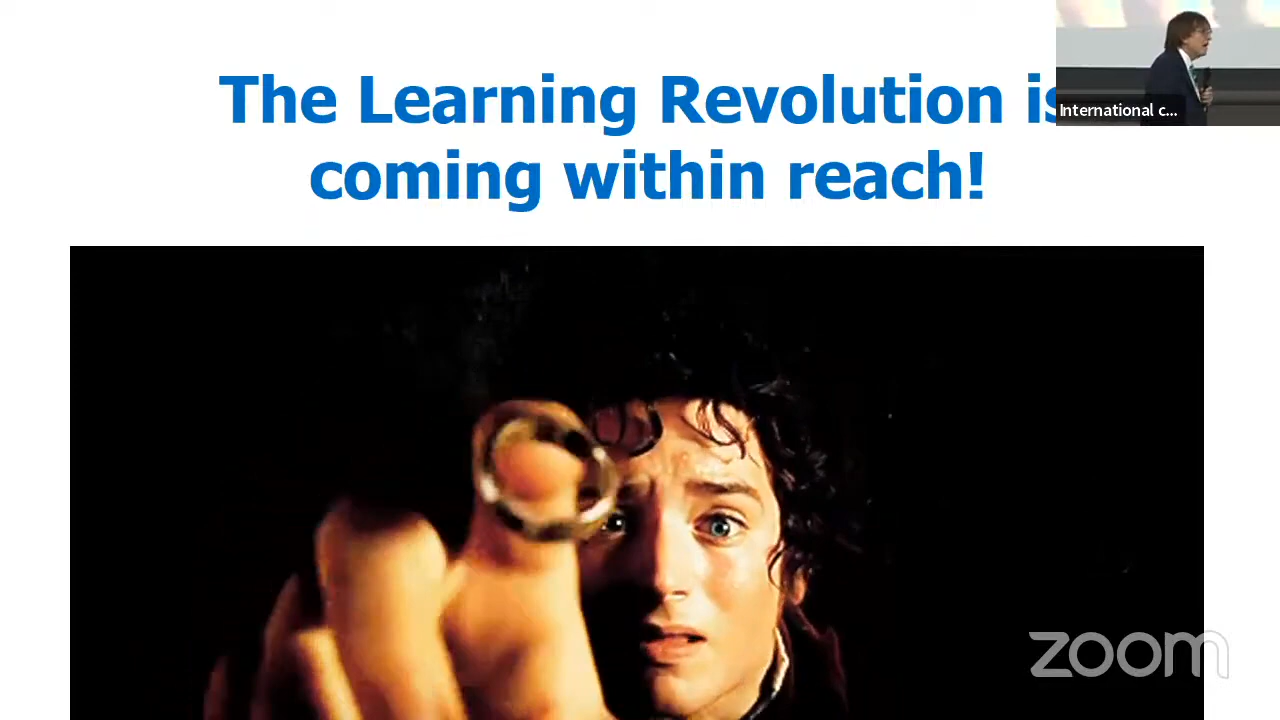 The Learning Revolution is
coming within reach!
International c...
zoom